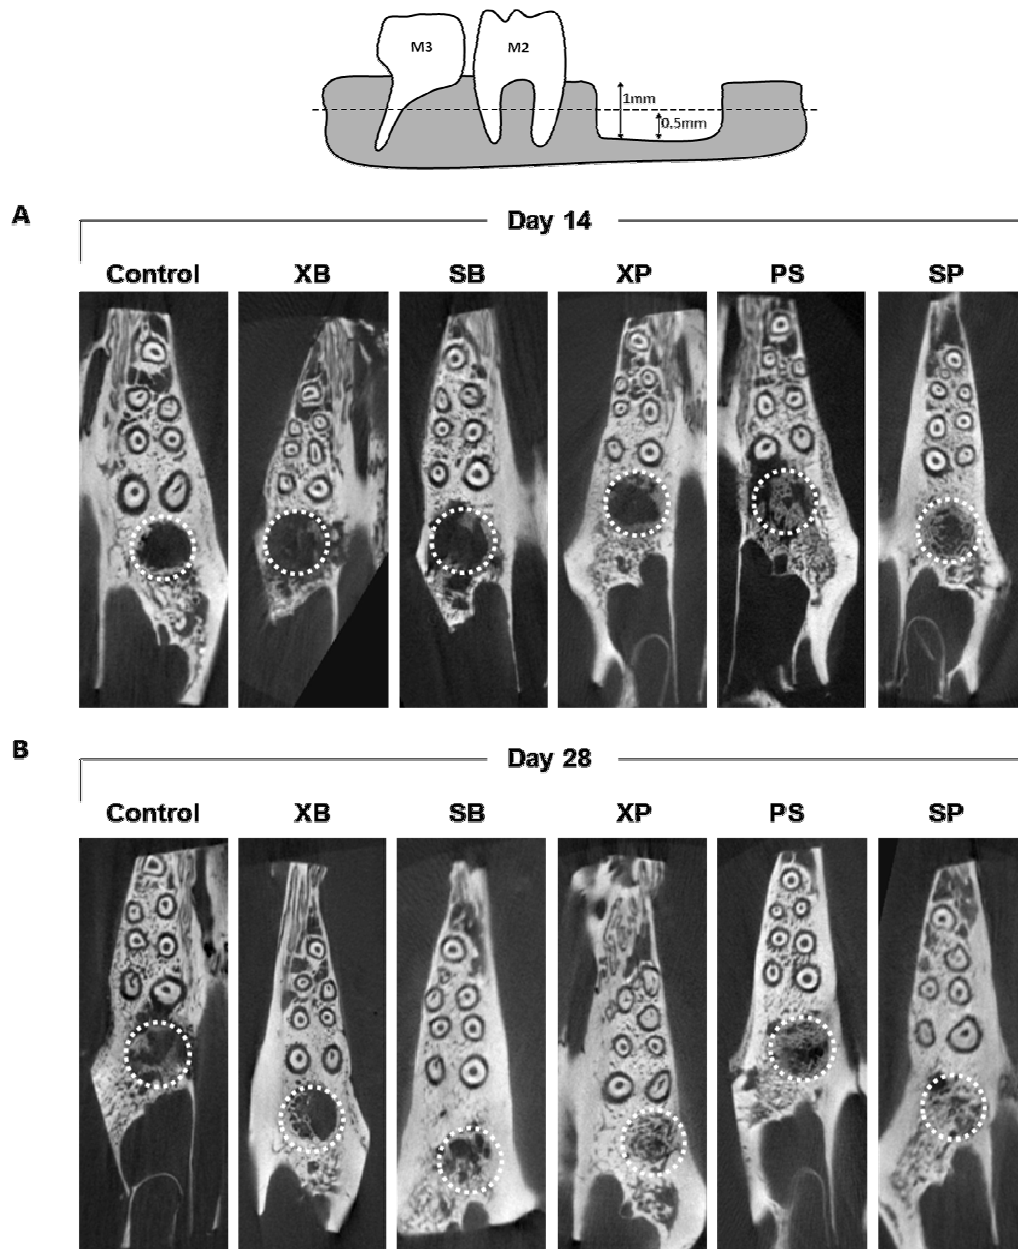 M3 M2
1mm
0.5mm
A
Day 14
Control XB SB XP PS SP
B
Day 28
Control XB SB XP PS SP